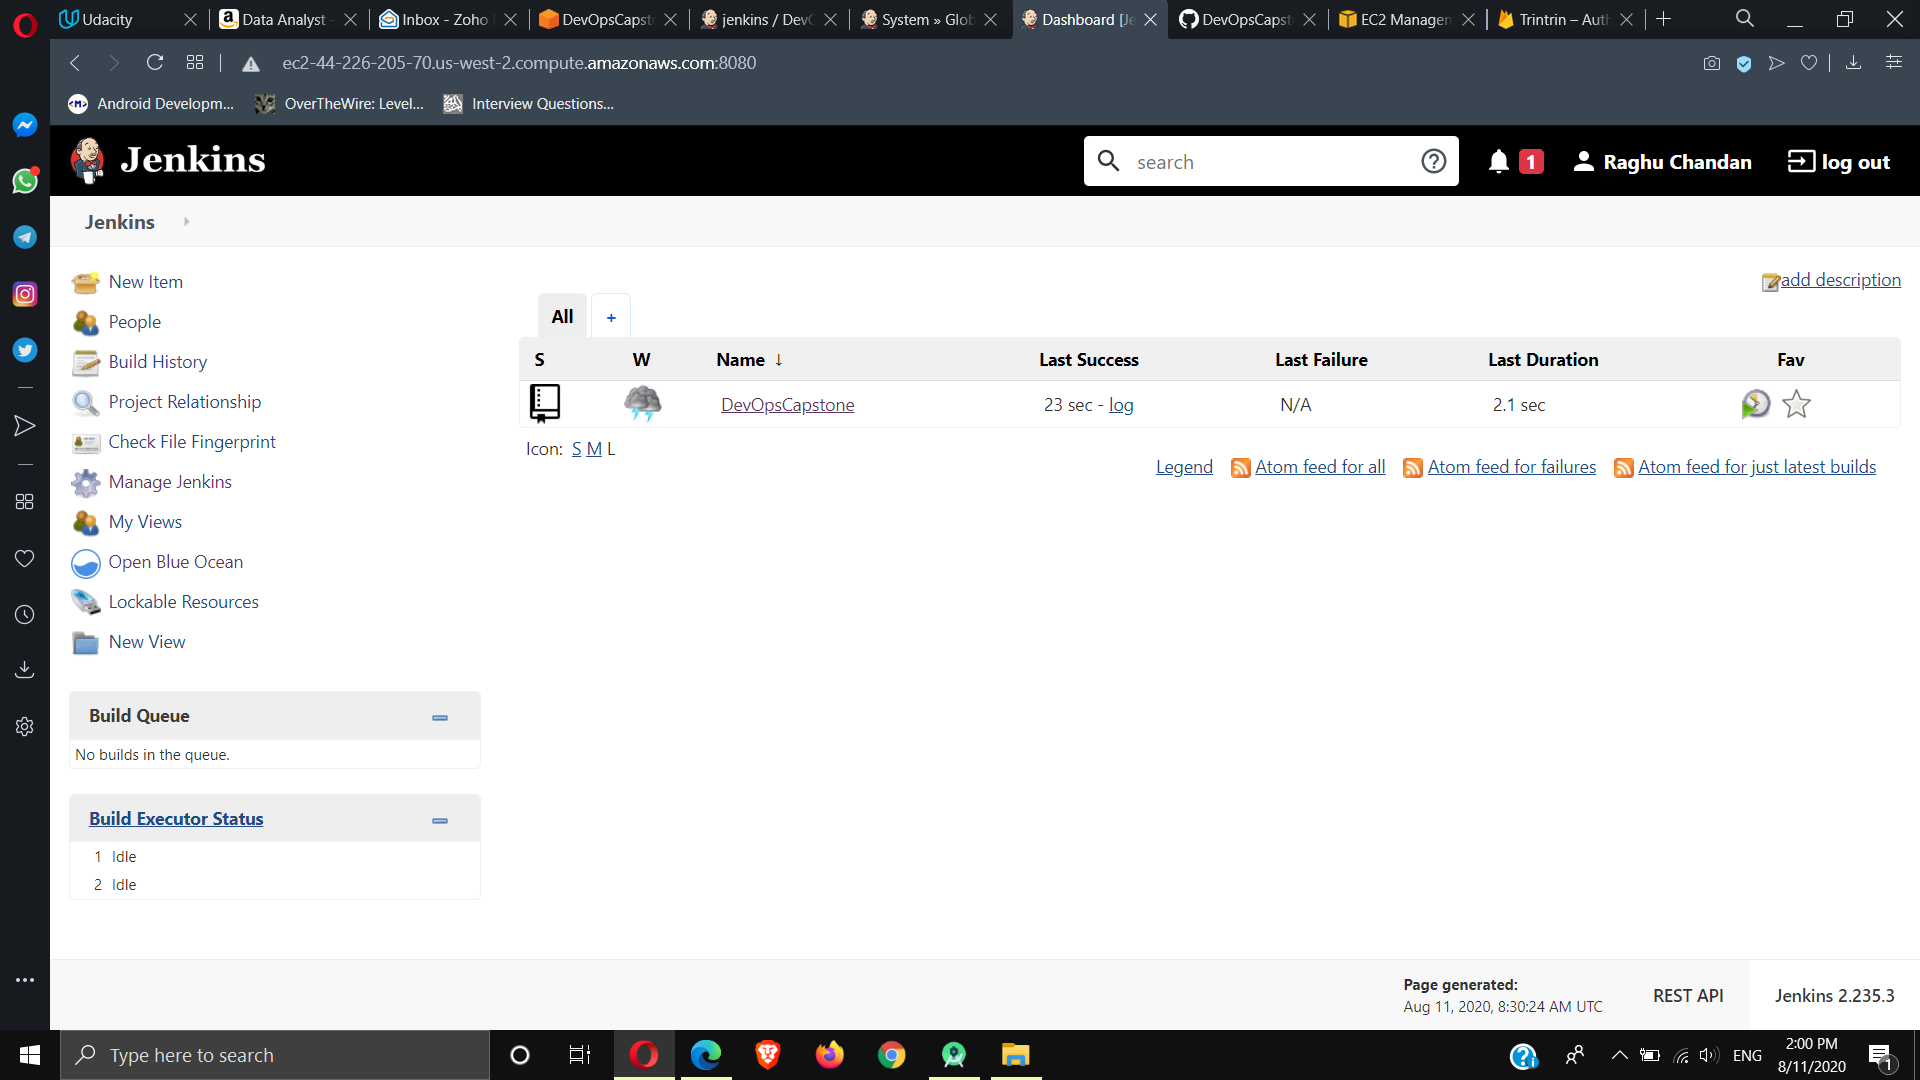 Udacity
Data Analyst
Inbox - Zoho
DevOpsCapst
jenkins / Dev
System » Glob
Dashboard [Je
DevOpsCapst
EC2 Manager
Trintrin – Aut
ec2-44-226-205-70.us-west-2.compute.amazonaws.com:8080
Android Developm...
OverTheWire: Level...
Interview Questions...
Jenkins
search
1
Raghu Chandan
log out
Jenkins
New Item
People
Build History
Project Relationship
Check File Fingerprint
Manage Jenkins
My Views
Open Blue Ocean
Lockable Resources
New View
Build Queue
No builds in the queue.
Build Executor Status
1 Idle
2 Idle
add description
All +
S W Name ↓ Last Success Last Failure Last Duration Fav
DevOpsCapstone 23 sec - log N/A 2.1 sec
Icon: S M L
Legend Atom feed for all Atom feed for failures Atom feed for just latest builds
Page generated:
Aug 11, 2020, 8:30:24 AM UTC
REST API
Jenkins 2.235.3
Type here to search
ENG
2:00 PM
8/11/2020
1